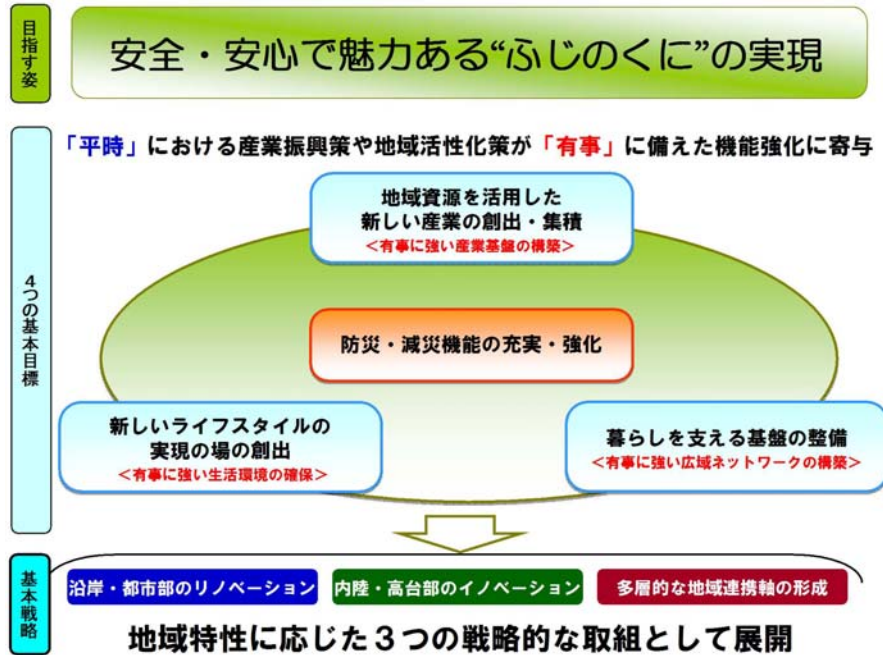 目指す姿
安全・安心で魅力ある“ふじのくに”の実現
4つの基本目標
「平時」における産業振興策や地域活性化策が「有事」に備えた機能強化に寄与
地域資源を活用した
新しい産業の創出・集積
＜有事に強い産業基盤の構築＞
防災・減災機能の充実・強化
新しいライフスタイルの
実現の場の創出
＜有事に強い生活環境の確保＞
暮らしを支える基盤の整備
＜有事に強い広域ネットワークの構築＞
基本戦略
沿岸・都市部のリノベーション
内陸・高台部のイノベーション
多層的な地域連携軸の形成
地域特性に応じた３つの戦略的な取組として展開